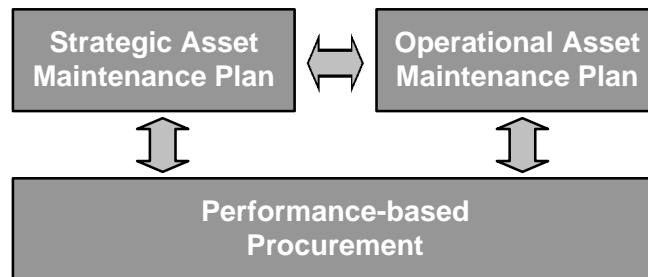 Strategic Asset
Maintenance Plan
Operational Asset
Maintenance Plan
Performance-based
Procurement